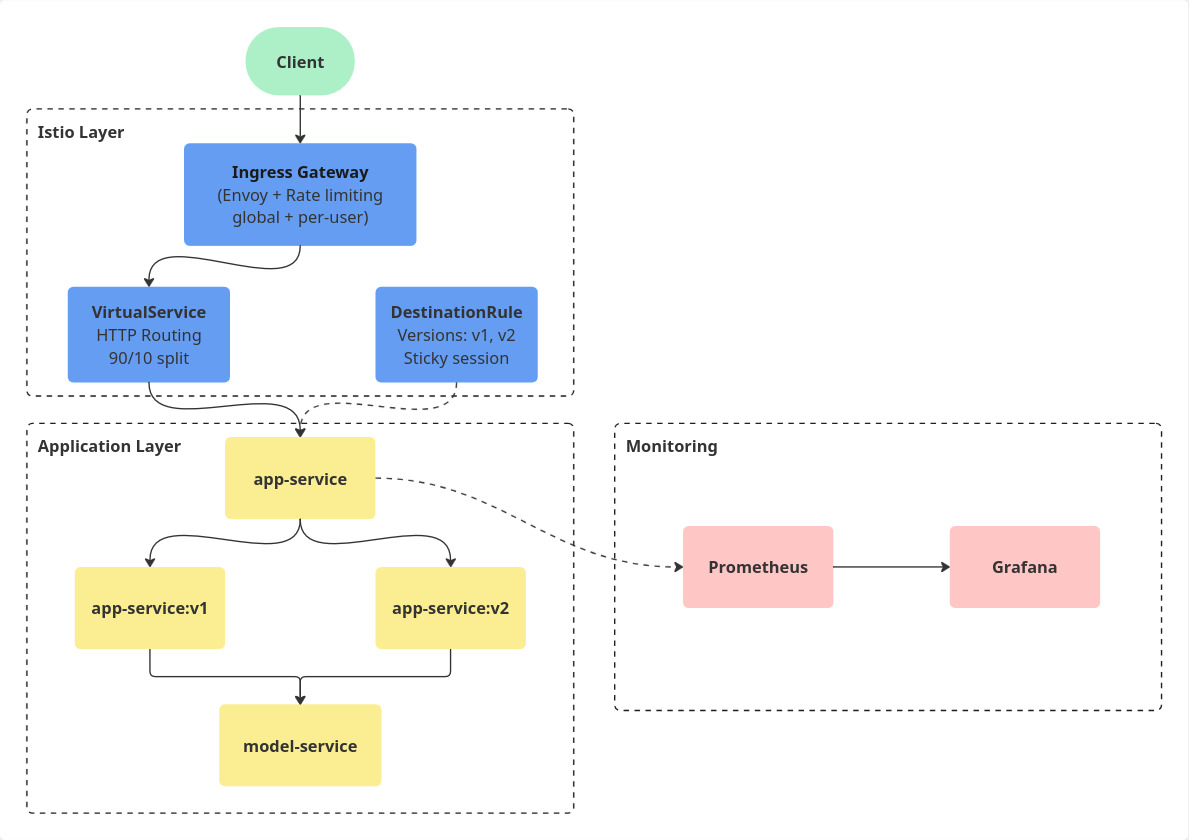 Client
Istio Layer
Ingress Gateway
(Envoy + Rate limiting
global + per-user)
VirtualService
HTTP Routing
90/10 split
DestinationRule
Versions: v1, v2
Sticky session
Application Layer
app-service
app-service:v1
app-service:v2
model-service
Monitoring
Prometheus
Grafana